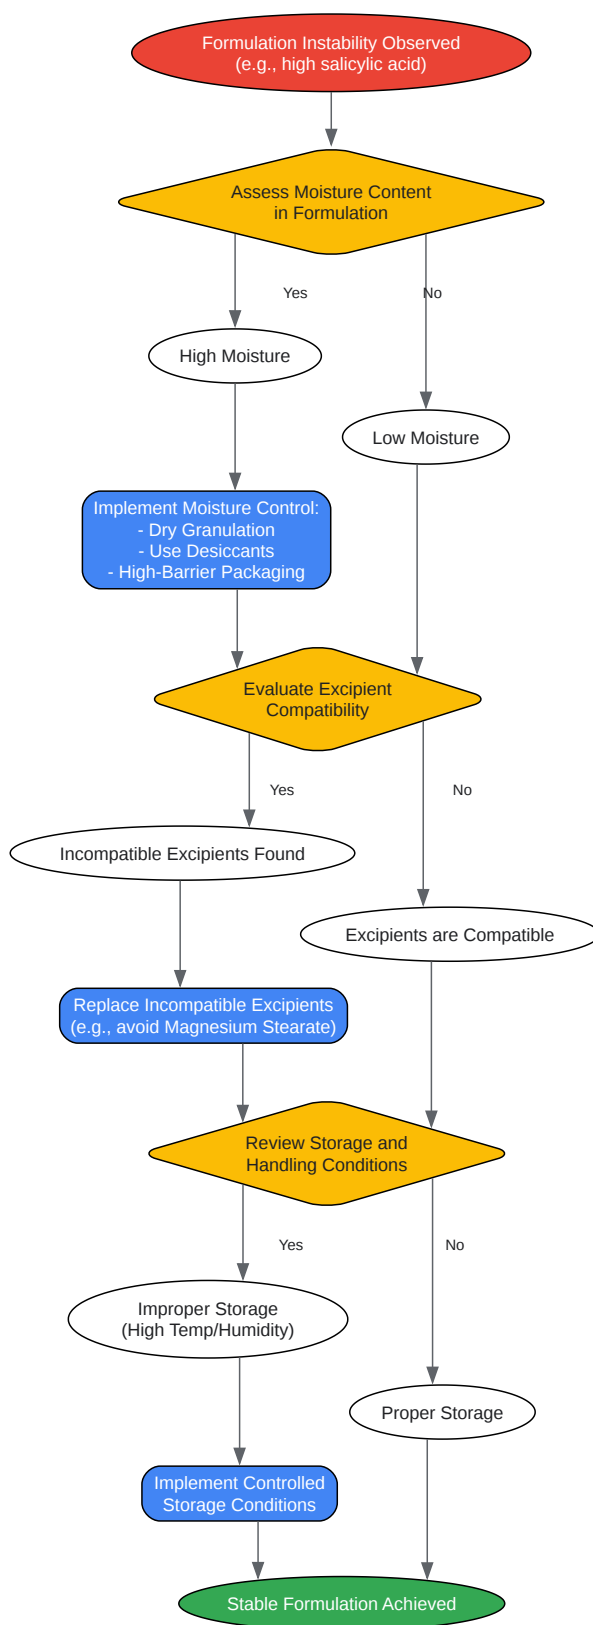 Formulation Instability Observed
(e.g., high salicylic acid)
Assess Moisture Content
in Formulation
Yes
No
High Moisture
Low Moisture
Implement Moisture Control:
- Dry Granulation
- Use Desiccants
- High-Barrier Packaging
Evaluate Excipient
Compatibility
Yes
No
Incompatible Excipients Found
Excipients are Compatible
Replace Incompatible Excipients
(e.g., avoid Magnesium Stearate)
Review Storage and
Handling Conditions
Yes
No
Improper Storage
(High Temp/Humidity)
Proper Storage
Implement Controlled
Storage Conditions
Stable Formulation Achieved